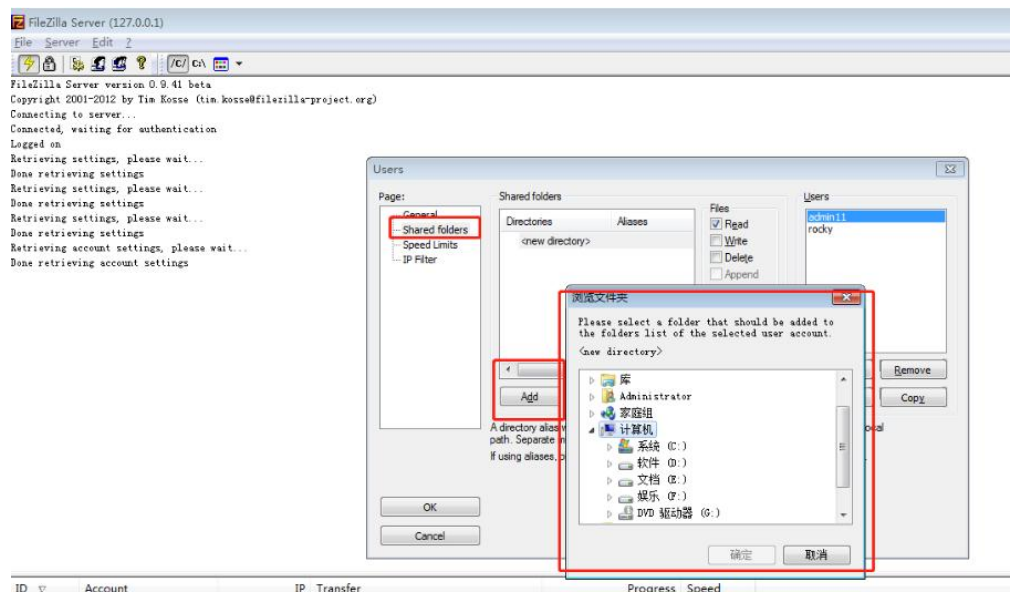 FileZilla Server (127.0.0.1)
File Server Edit ?
/C/ C:\
FileZilla Server version 0.9.41 beta
Copyright 2001-2012 by Tim Kosse (tim.kosse@filezilla-project.org)
Connecting to server...
Connected, waiting for authentication
Logged on
Retrieving settings, please wait...
Done retrieving settings
Retrieving settings, please wait...
Done retrieving settings
Retrieving settings, please wait...
Done retrieving settings
Retrieving account settings, please wait...
Done retrieving account settings
Users
Page:
General
Shared folders
Speed Limits
IP Filter
OK
Cancel
Shared folders
Directories Aliases
<new directory>
Add
A directory alias
path. Separate
If using aliases,
Files
Read
Write
Delete
Append
Users
admin11
rocky
Remove
Copy
浏览文件夹
Please select a folder that should be added to
the folders list of the selected user account.
<new directory>
库
Administrator
家庭组
计算机
系统 (C:)
软件 (D:)
文档 (E:)
娱乐 (F:)
DVD 驱动器 (G:)
确定 取消
ID Account IP Transfer Progress Speed